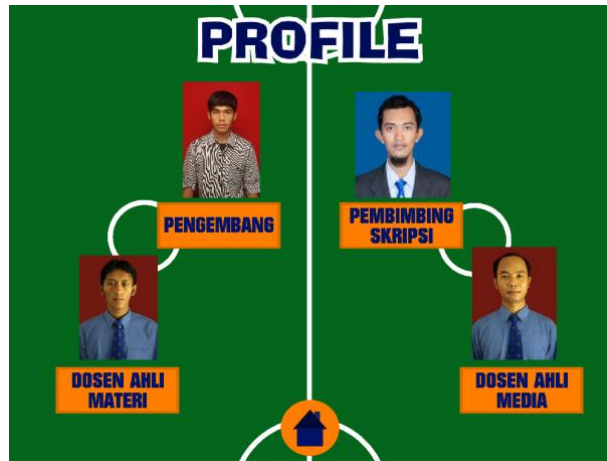 PROFILE
PENGEMBANG
PEMBIMBING
SKRIPSI
DOSEN AHLI
MATERI
DOSEN AHLI
MEDIA